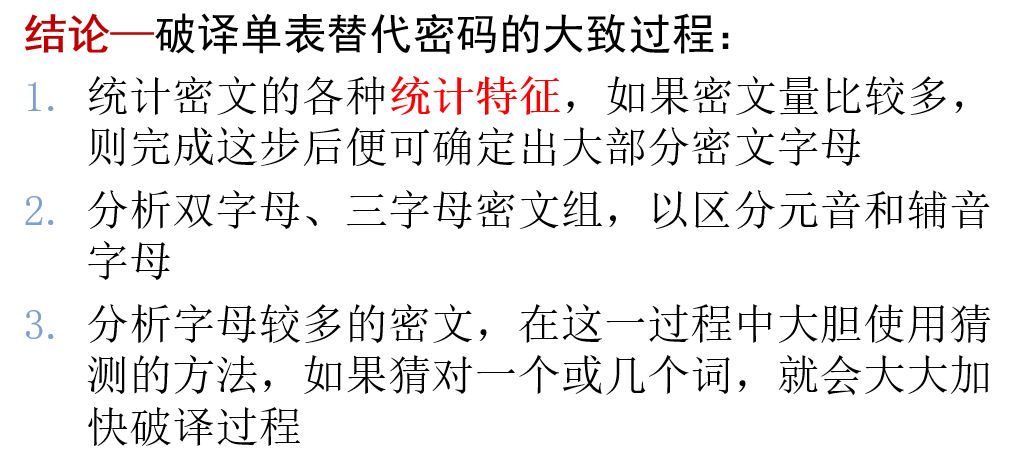 结论—破译单表替代密码的大致过程：
1. 统计密文的各种统计特征，如果密文量比较多，
则完成这步后便可确定出大部分密文字母
2. 分析双字母、三字母密文组，以区分元音和辅音
字母
3. 分析字母较多的密文，在这一过程中大胆使用猜
测的方法，如果猜对一个或几个词，就会大大加
快破译过程